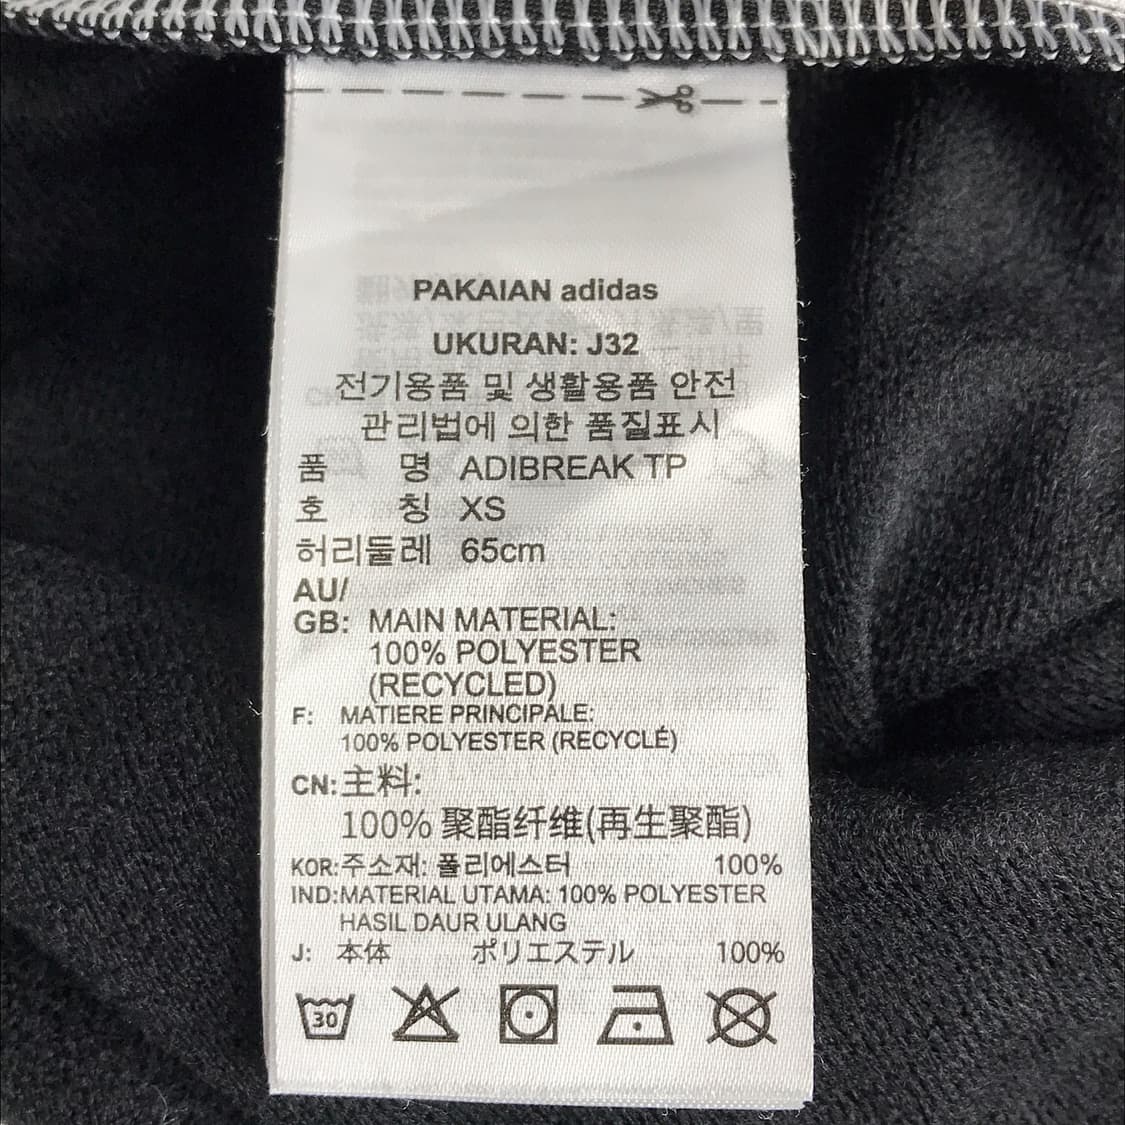 PAKAIAN adidas
UKURAN: J32
전기용품 및 생활용품 안전
관리법에 의한 품질표시
품 명 ADIBREAK TP
호 칭 XS
허리둘레 65cm
AU/
GB: MAIN MATERIAL:
100% POLYESTER
(RECYCLED)
F: MATIERE PRINCIPALE:
100% POLYESTER (RECYCLÉ)
CN:主料:
100% 聚酯纤维(再生聚酯)
KOR:주소재: 폴리에스터 100%
IND:MATERIAL UTAMA: 100% POLYESTER
HASIL DAUR ULANG
J: 本体 ポリエステル 100%
30